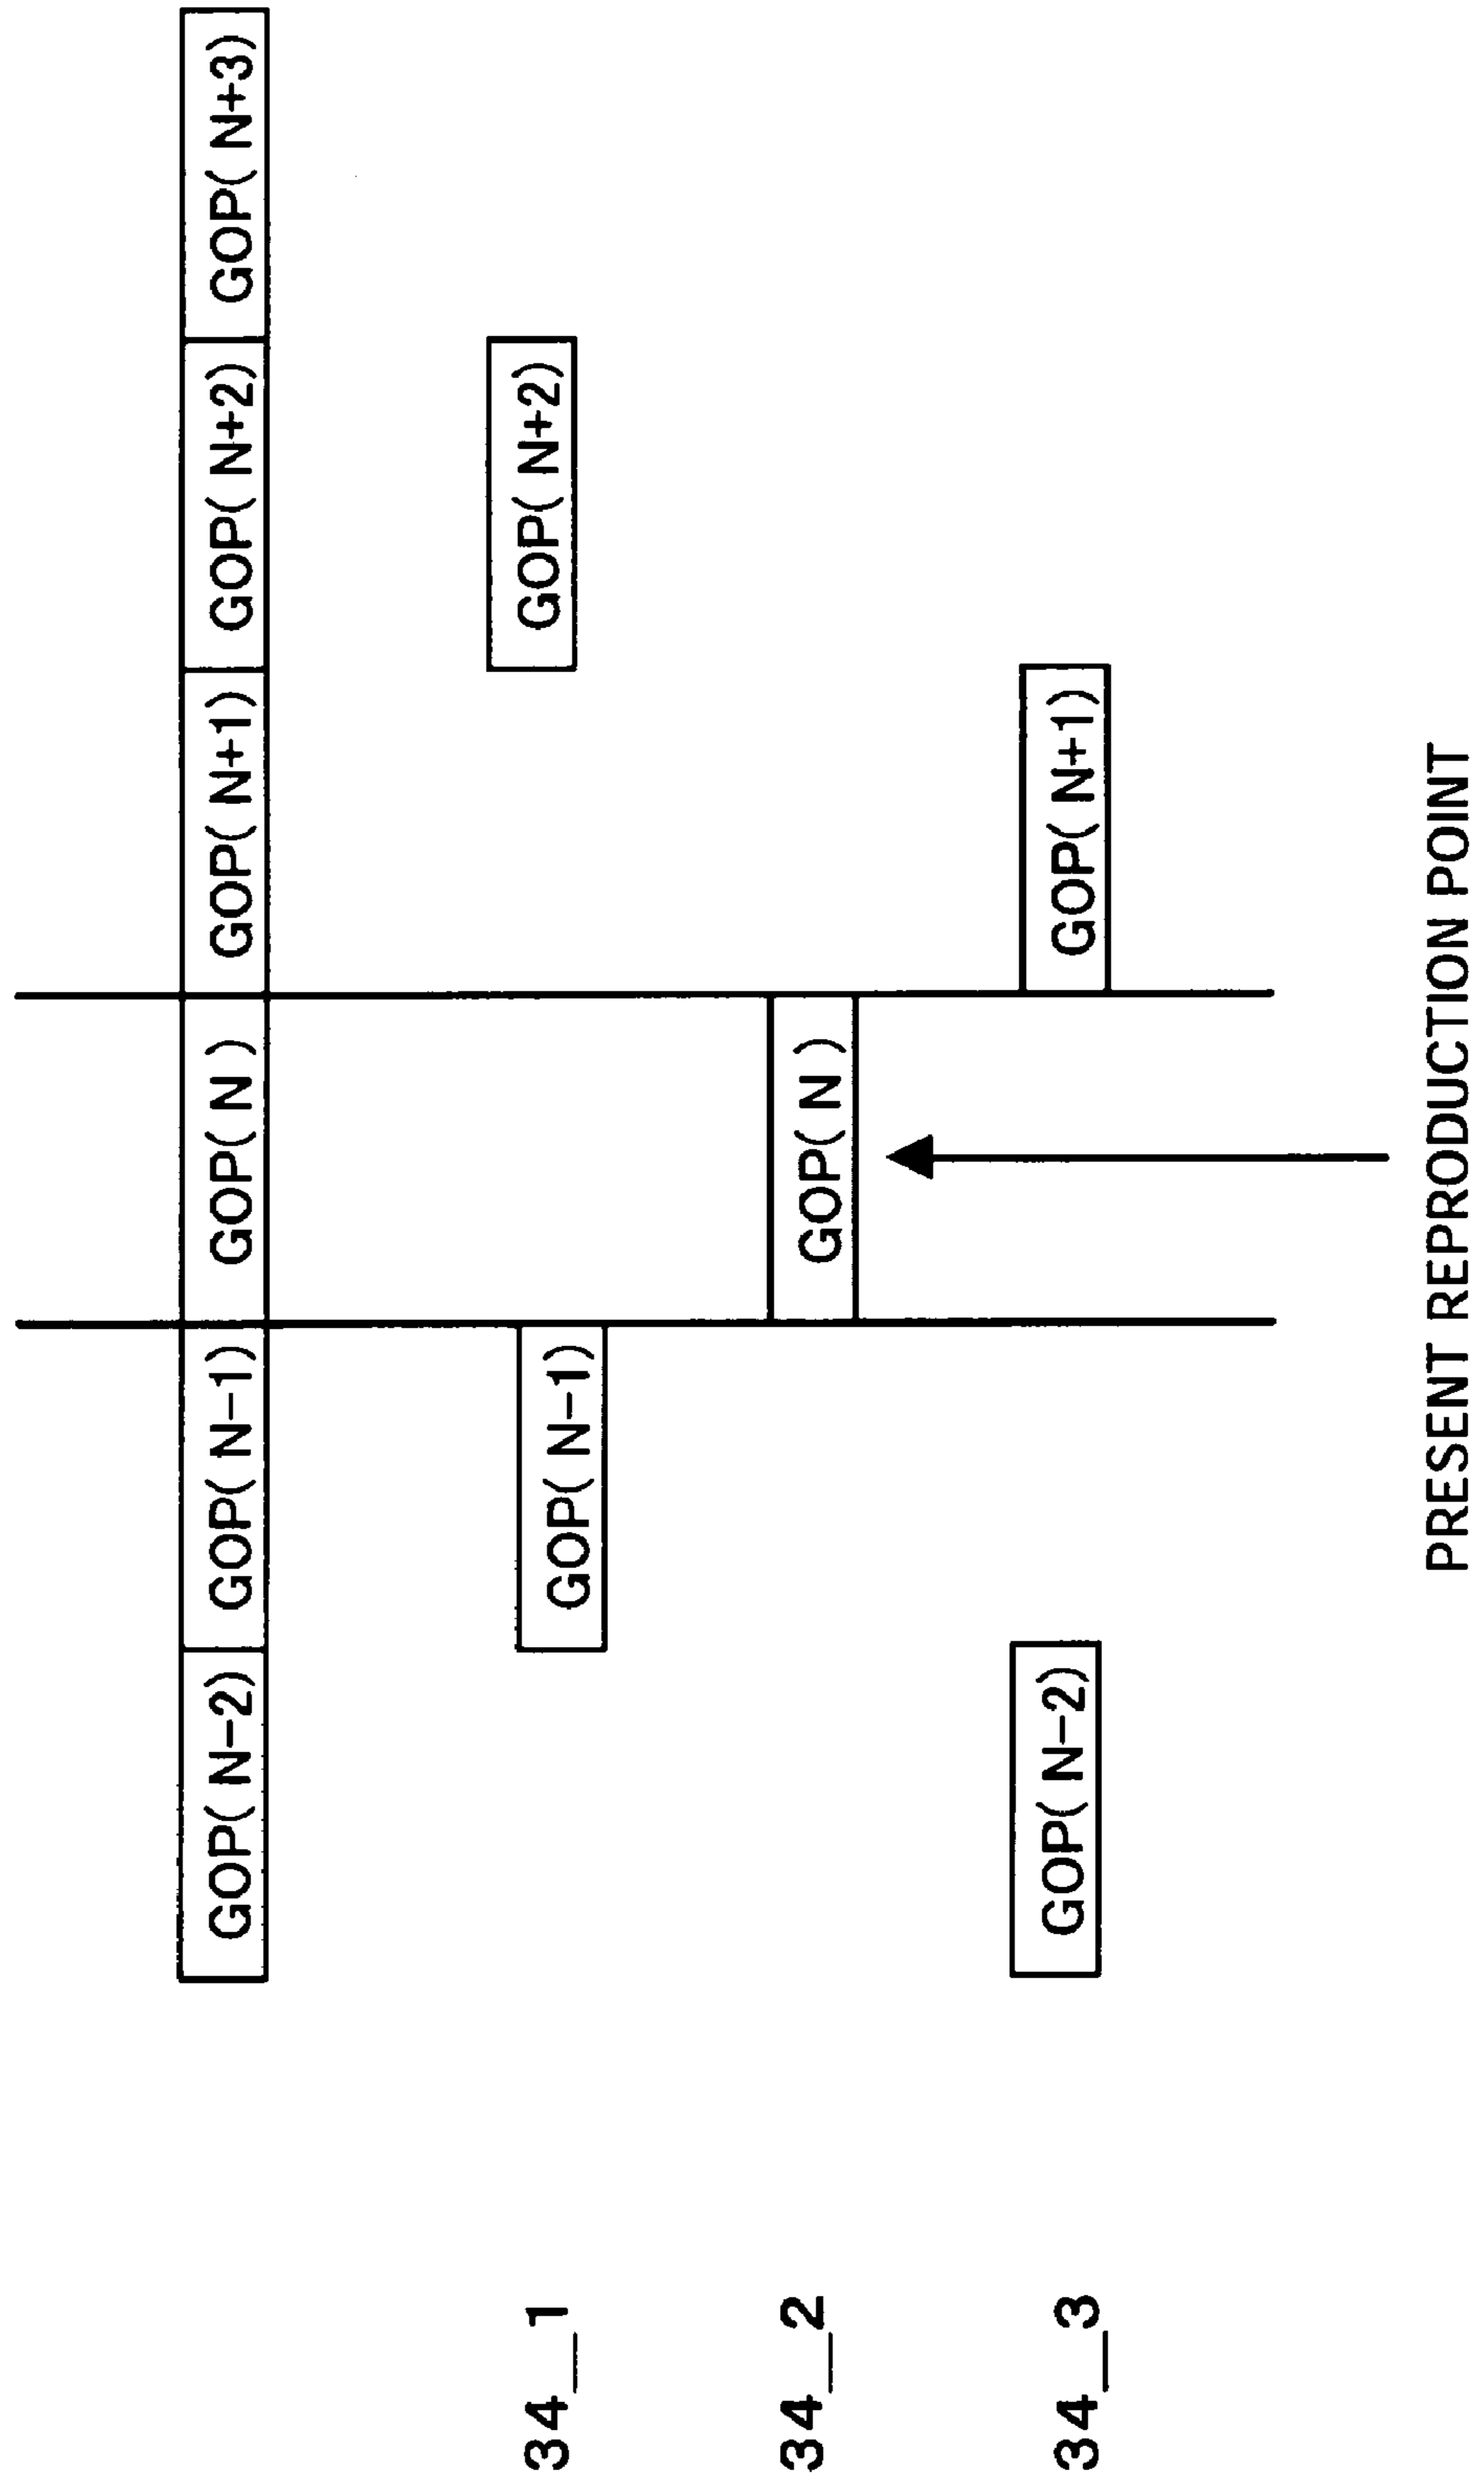 GOP( N-2) GOP( N-1) GOP( N ) GOP( N+1) GOP( N+2) GOP( N+3)
34_1 GOP( N-1) GOP( N+2)
34_2 GOP( N )
34_3 GOP( N-2) GOP( N+1)
PRESENT REPRODUCTION POINT